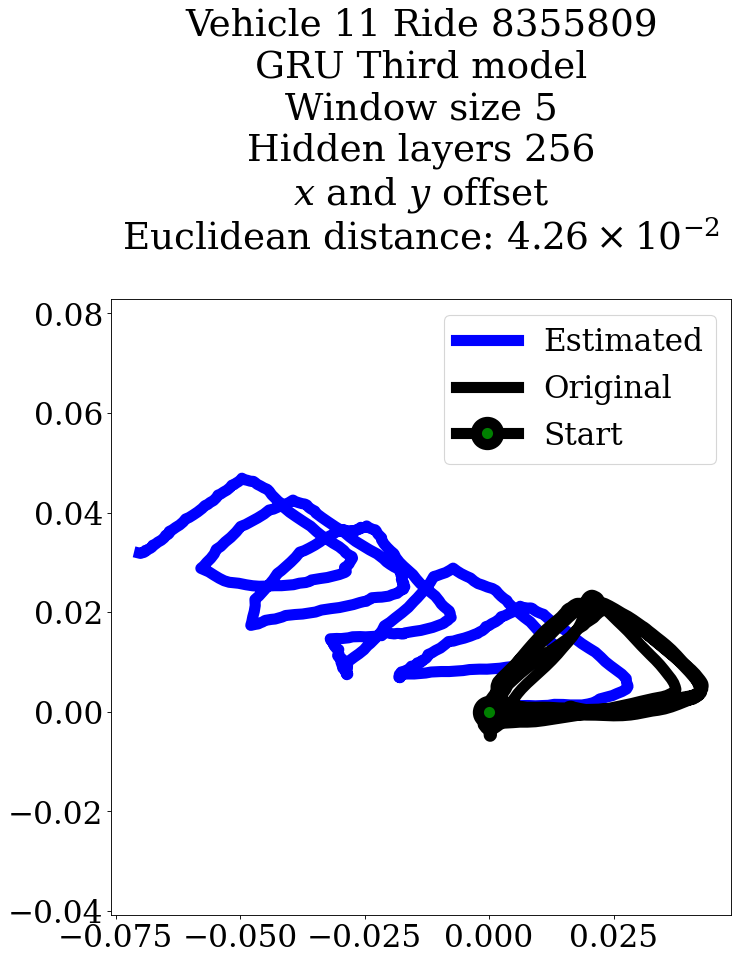 Vehicle 11 Ride 8355809
GRU Third model
Window size 5
Hidden layers 256
x and y offset
Euclidean distance: 4.26 × 10⁻²
Estimated
Original
Start
0.08
0.06
0.04
0.02
0.00
−0.02
−0.04
−0.075 −0.050 −0.025 0.000 0.025